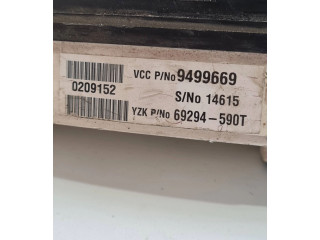 VCC P/No 9499669
0209152
S/No 14615
YZK P/No 69294-590T